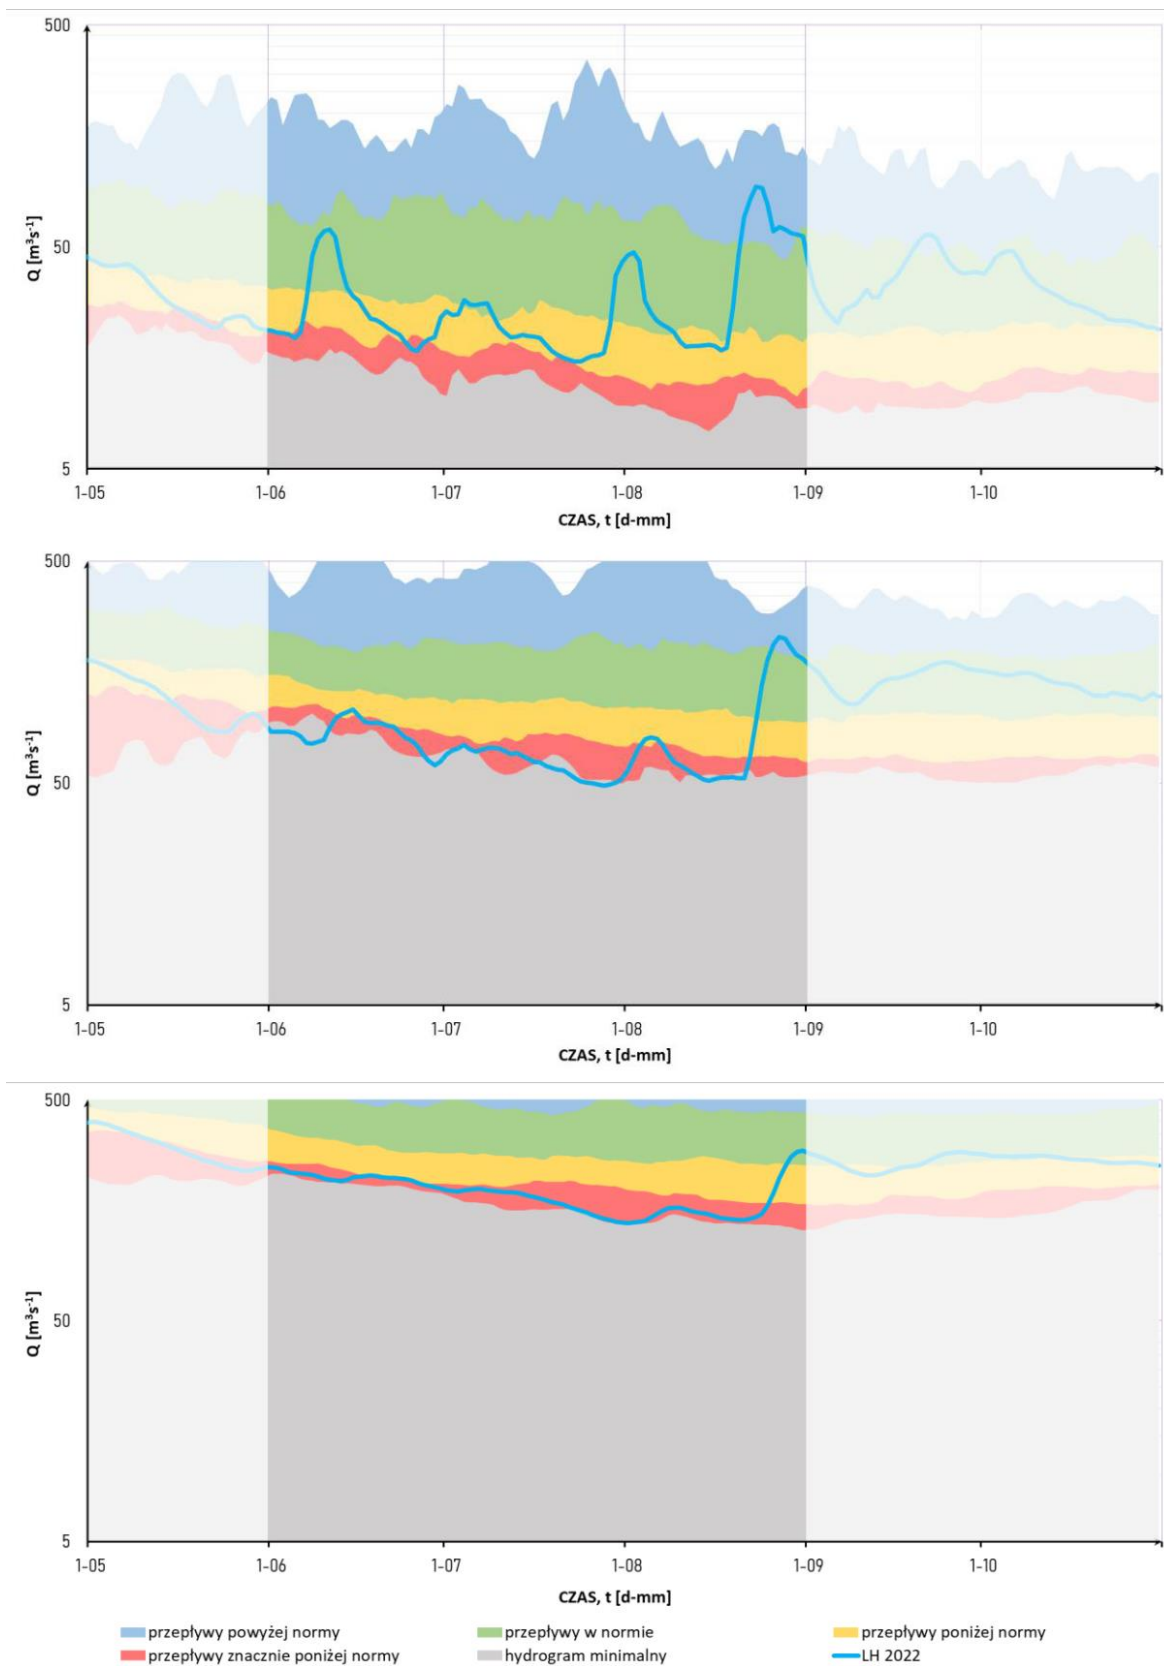 500
50
5
Q [m³s⁻¹]
1-05 1-06 1-07 1-08 1-09 1-10
CZAS, t [d-mm]
500
50
5
Q [m³s⁻¹]
1-05 1-06 1-07 1-08 1-09 1-10
CZAS, t [d-mm]
500
50
5
Q [m³s⁻¹]
1-05 1-06 1-07 1-08 1-09 1-10
CZAS, t [d-mm]
przepływy powyżej normy przepływy w normie przepływy poniżej normy
przepływy znacznie poniżej normy hydrogram minimalny LH 2022